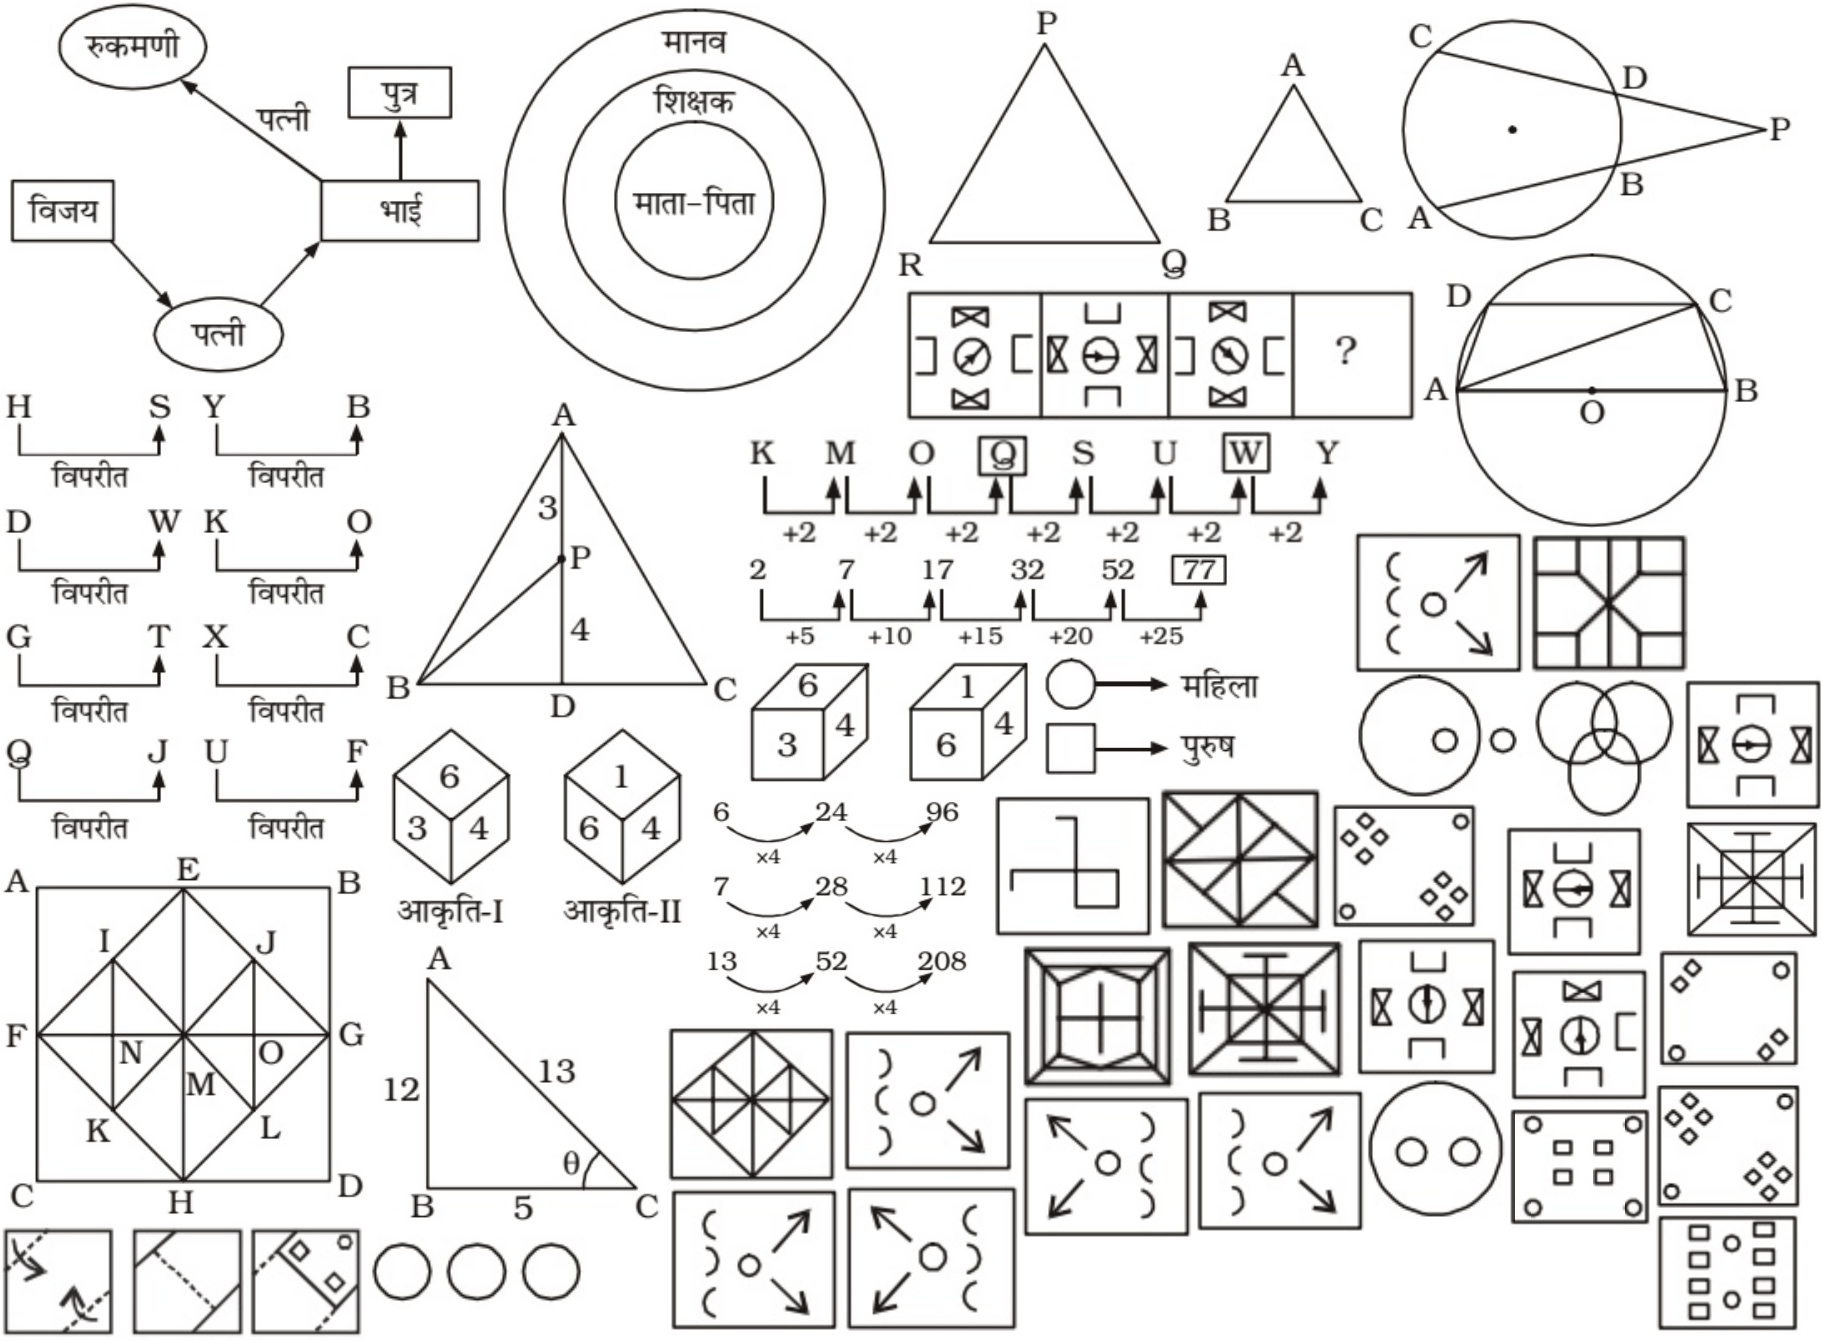 रुकमणी
पत्नी
पुत्र
विजय
भाई
पत्नी
मानव
शिक्षक
माता-पिता
P
R Q
A
B C
C
D
P
B
A
?
D C
A B
O
H S Y B
विपरीत विपरीत
D W K O
विपरीत विपरीत
G T X C
विपरीत विपरीत
Q J U F
विपरीत विपरीत
A
3
P
4
B D C
K M O Q S U W Y
+2 +2 +2 +2 +2 +2 +2
2 7 17 32 52 77
+5 +10 +15 +20 +25
6
3 4
1
6 4
महिला
पुरुष
6
3 4
आकृति-I
1
6 4
आकृति-II
6 24 96
×4 ×4
7 28 112
×4 ×4
13 52 208
×4 ×4
A E B
I J
F N O G
M
K L
C H D
A
12 13
θ
B 5 C